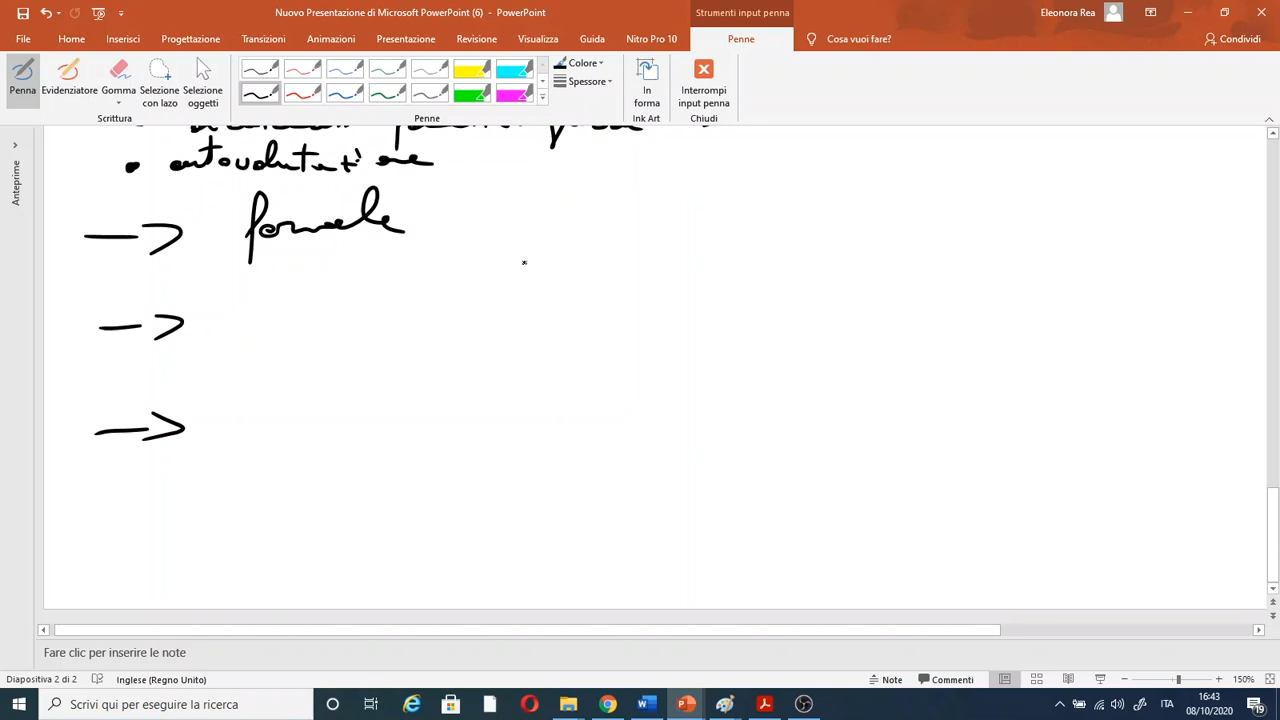 Nuovo Presentazione di Microsoft PowerPoint (6) - PowerPoint
Strumenti input penna
Eleonora Rea
File Home Inserisci Progettazione Transizioni Animazioni Presentazione Revisione Visualizza Guida Nitro Pro 10 Penne Cosa vuoi fare? Condividi
Penna Evidenziatore Gomma Selezione con lazo Selezione oggetti
Colore
Spessore
In forma
Interrompi input penna
Scrittura Penne Ink Art Chiudi
Anteprime
• autovalutazione
—> formale
—>
—>
Fare clic per inserire le note
Diapositiva 2 di 2 Inglese (Regno Unito) Note Commenti 150%
Scrivi qui per eseguire la ricerca
ITA
16:43
08/10/2020
19